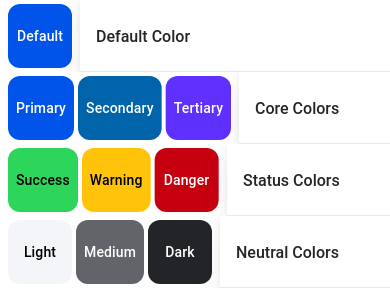 Default Default Color
Primary Secondary Tertiary Core Colors
Success Warning Danger Status Colors
Light Medium Dark Neutral Colors